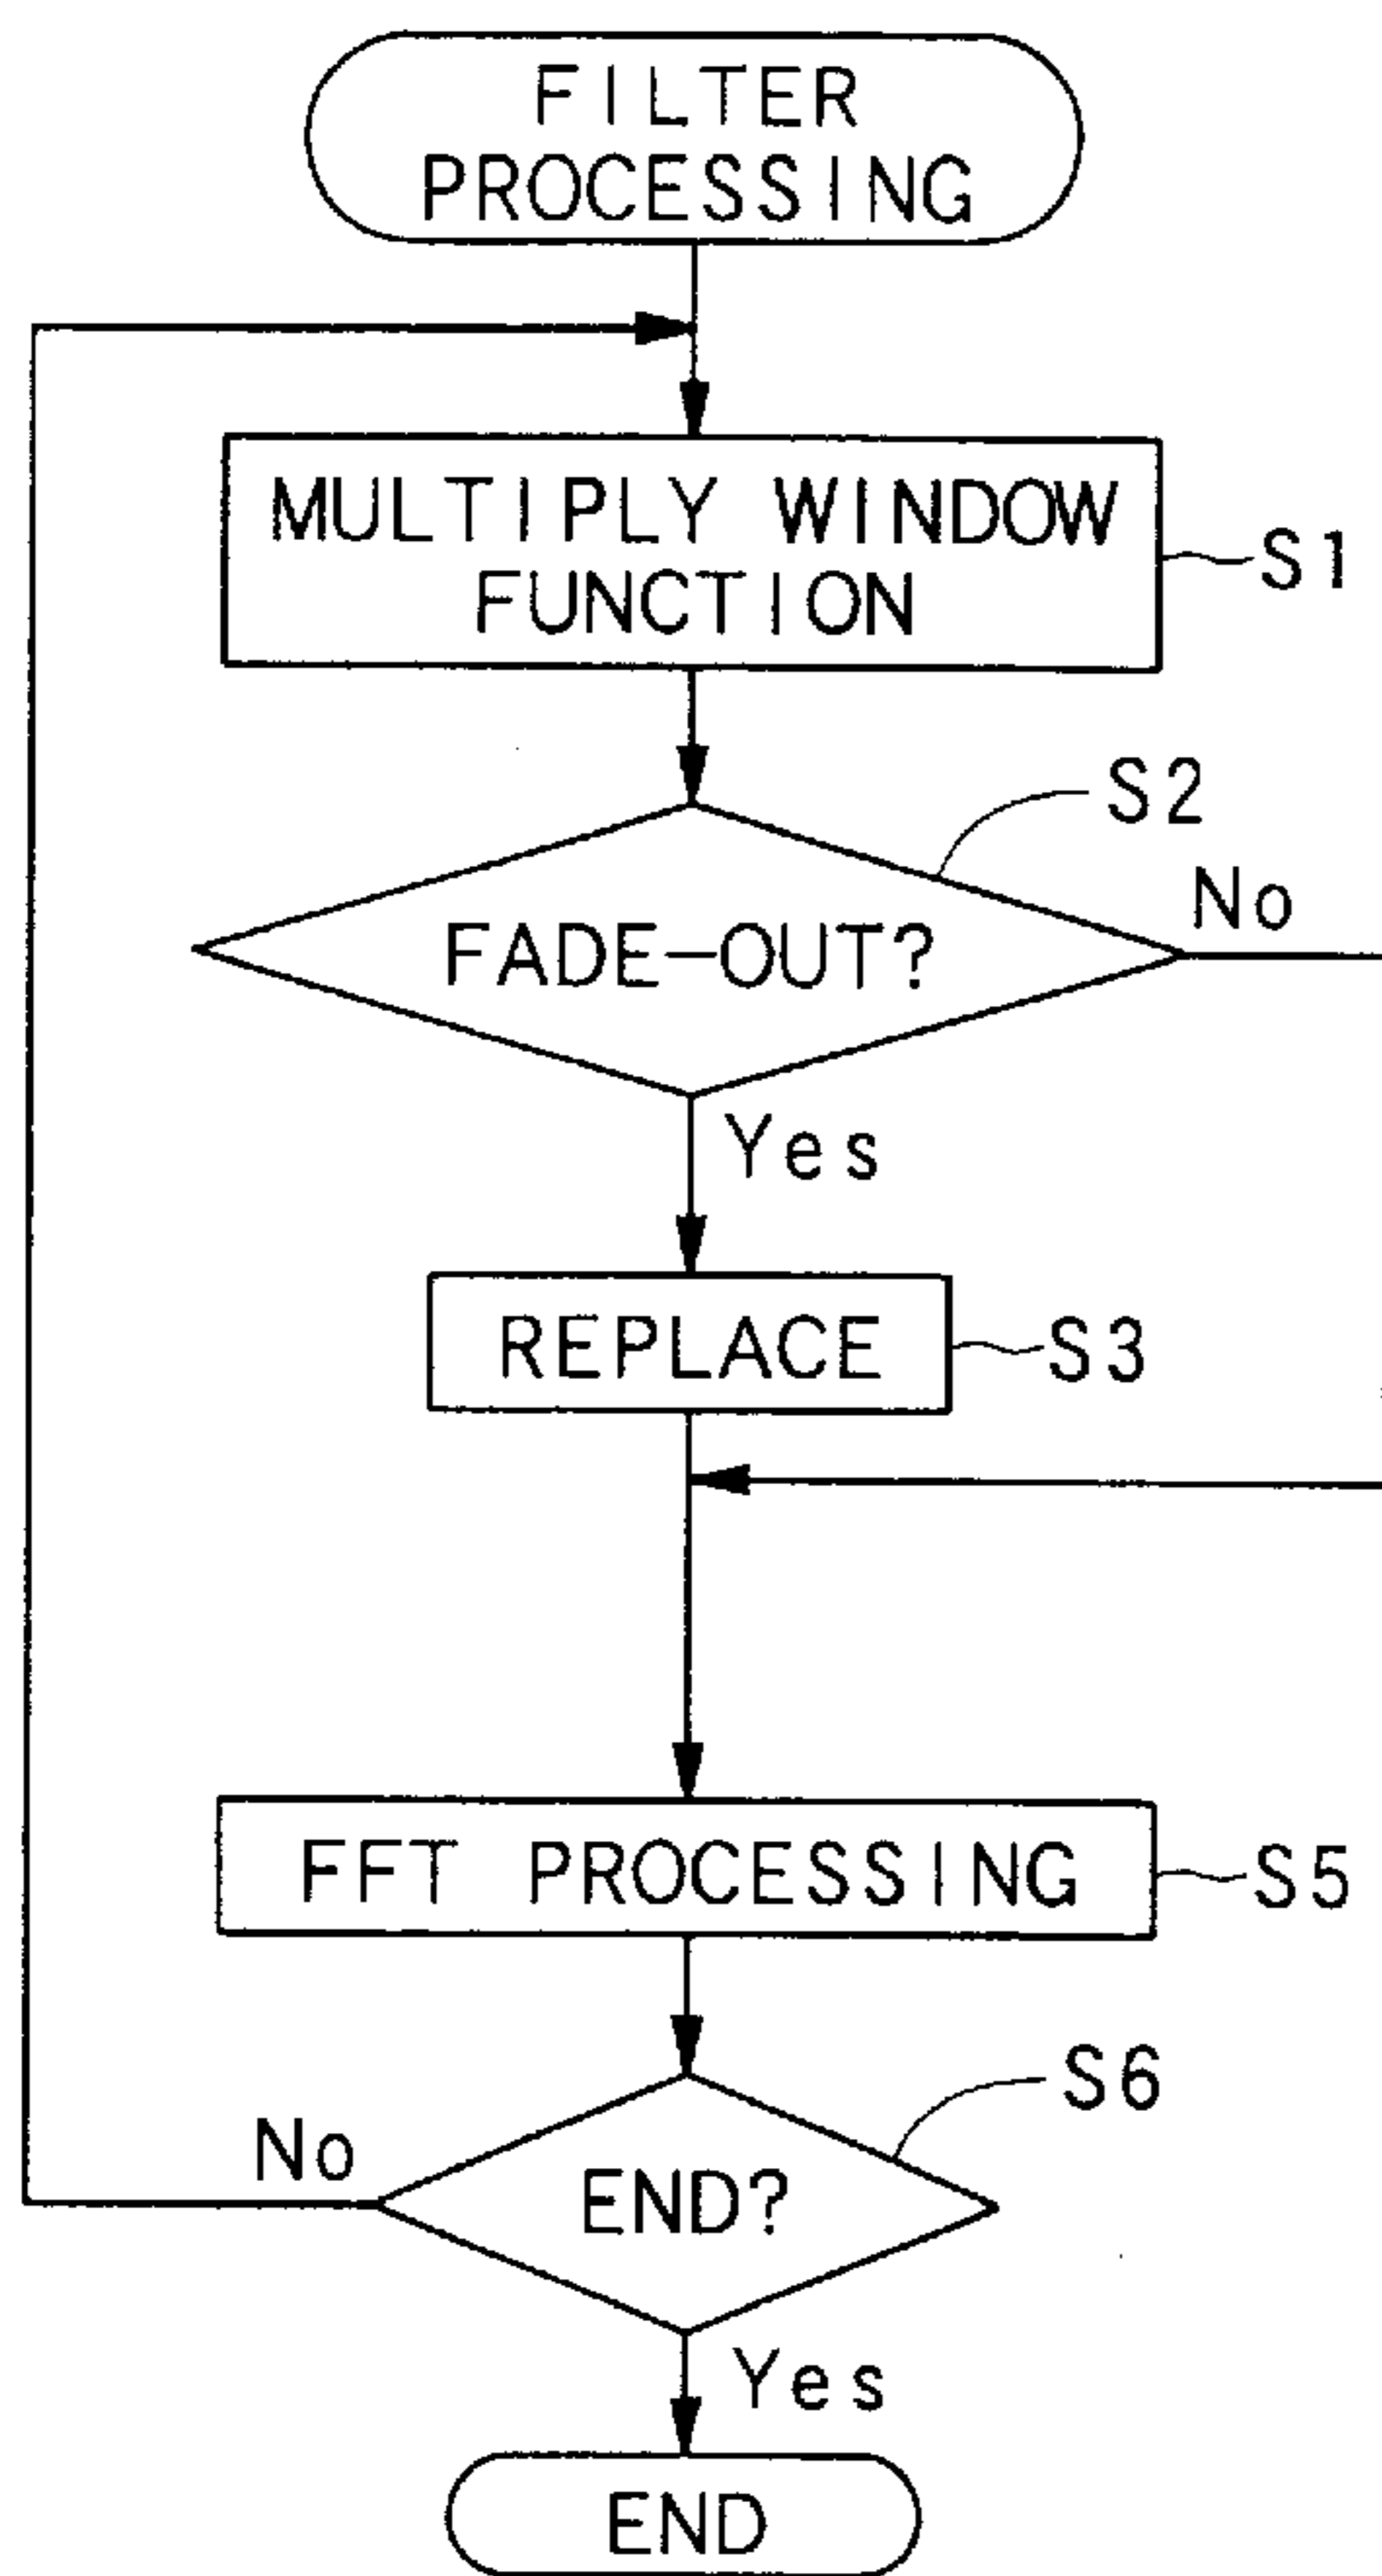 FILTER
PROCESSING
MULTIPLY WINDOW
FUNCTION
S1
S2
No
FADE-OUT?
Yes
REPLACE
S3
FFT PROCESSING
S5
S6
No
END?
Yes
END